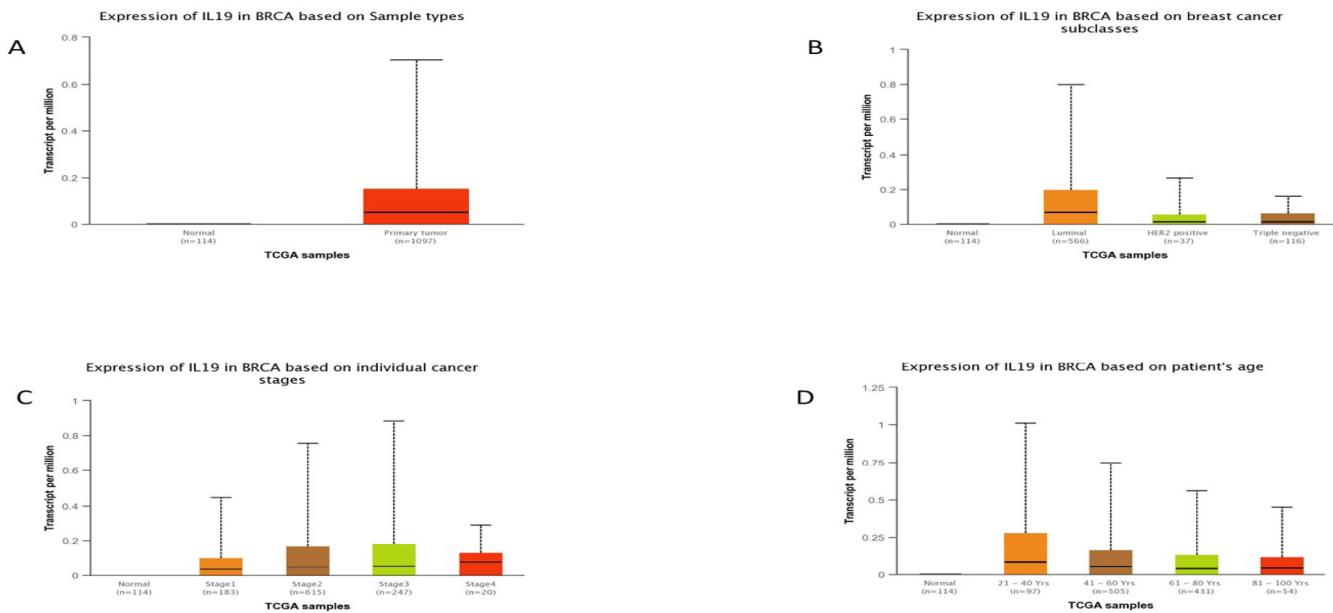 Expression of IL19 in BRCA based on Sample types
A
0.8
0.6
0.4
0.2
0
Transcript per million
Normal
(n=114)
Primary tumor
(n=1097)
TCGA samples
Expression of IL19 in BRCA based on breast cancer
subclasses
B
1
0.8
0.6
0.4
0.2
0
Transcript per million
Normal
(n=114)
Luminal
(n=566)
HER2 positive
(n=37)
Triple negative
(n=116)
TCGA samples
Expression of IL19 in BRCA based on individual cancer
stages
C
1
0.8
0.6
0.4
0.2
0
Transcript per million
Normal
(n=114)
Stage1
(n=183)
Stage2
(n=615)
Stage3
(n=247)
Stage4
(n=20)
TCGA samples
Expression of IL19 in BRCA based on patient's age
D
1.25
1
0.75
0.5
0.25
0
Transcript per million
Normal
(n=114)
21 – 40 Yrs
(n=97)
41 – 60 Yrs
(n=505)
61 – 80 Yrs
(n=431)
81 – 100 Yrs
(n=54)
TCGA samples